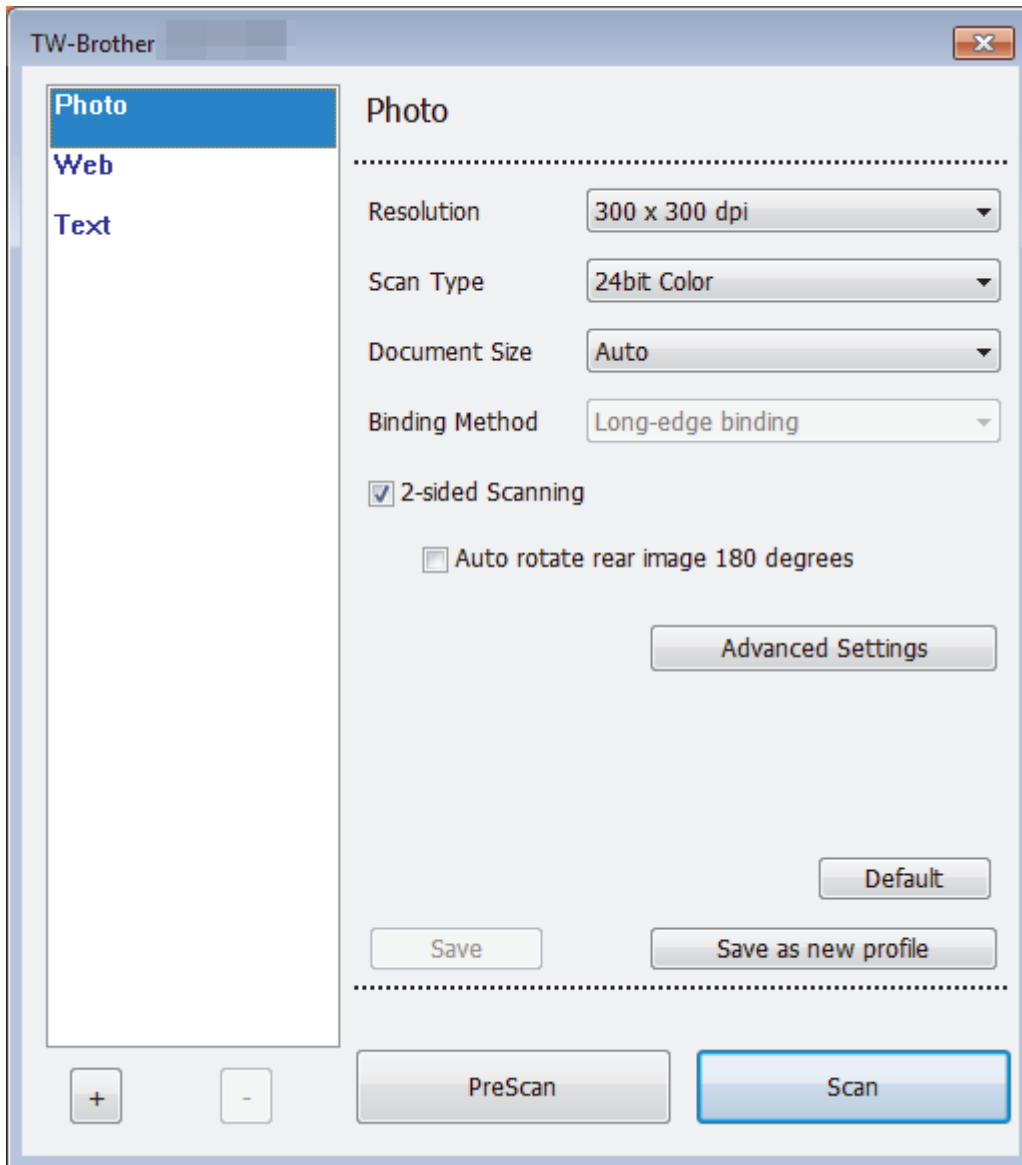 TW-Brother
Photo
Web
Text
Photo
Resolution 300 x 300 dpi
Scan Type 24bit Color
Document Size Auto
Binding Method Long-edge binding
2-sided Scanning
Auto rotate rear image 180 degrees
Advanced Settings
Default
Save Save as new profile
+ - PreScan Scan